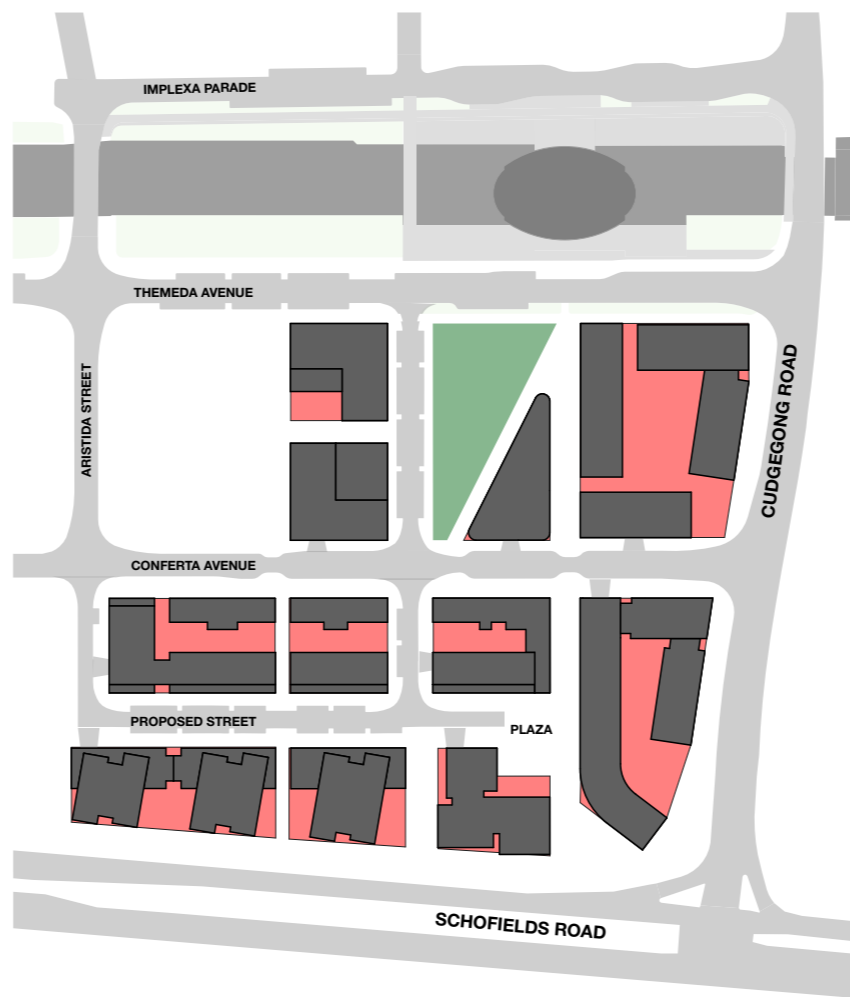 IMPLEXA PARADE
THEMEDA AVENUE
ARISTIDA STREET
CUDGEGONG ROAD
CONFERTA AVENUE
PROPOSED STREET
PLAZA
SCHOFIELDS ROAD